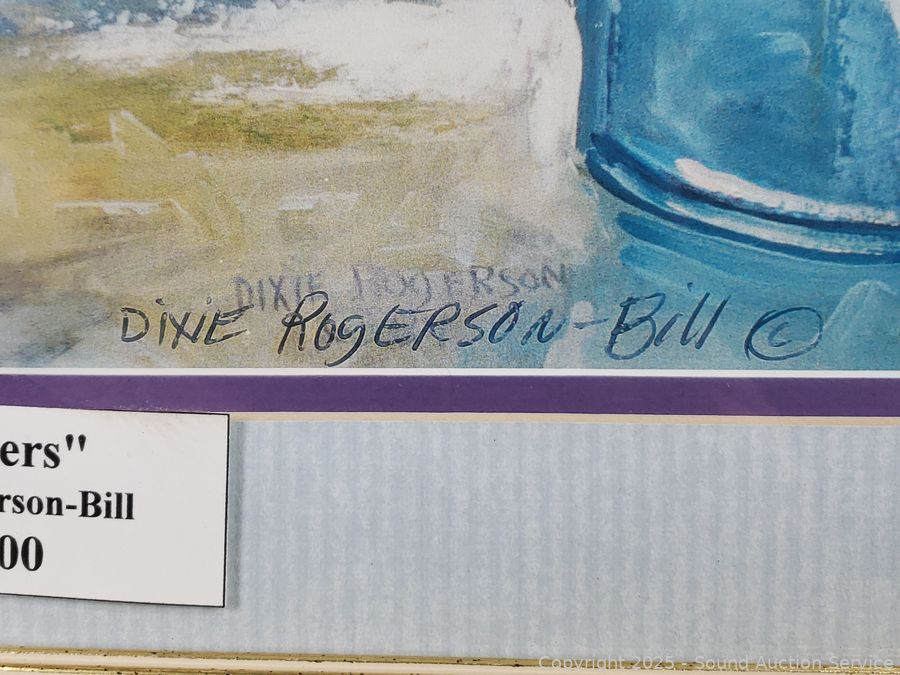 DIXIE ROGERSON
DIXIE ROGERSON-Bill ©
ers"
rson-Bill
00
Copyright 2025 - Sound Auction Service